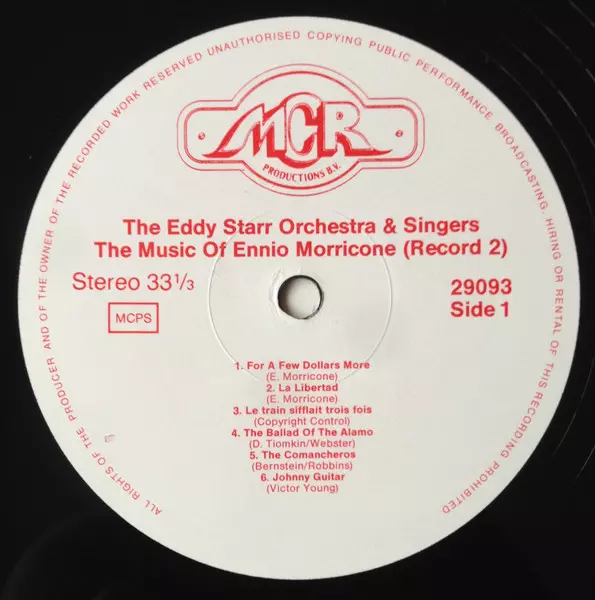 ALL RIGHTS OF THE PRODUCER AND OF THE OWNER OF THE RECORDED WORK RESERVED UNAUTHORISED COPYING PUBLIC PERFORMANCE BROADCASTING, HIRING OR RENTAL OF THIS RECORDING PROHIBITED.
MCR
PRODUCTIONS B.V.
The Eddy Starr Orchestra & Singers
The Music Of Ennio Morricone (Record 2)
Stereo 33 1/3
29093
MCPS
Side 1
1. For A Few Dollars More
(E. Morricone)
2. La Libertad
(E. Morricone)
3. Le train sifflait trois fois
(Copyright Control)
4. The Ballad Of The Alamo
(D. Tiomkin/Webster)
5. The Comancheros
(Bernstein/Robbins)
6. Johnny Guitar
(Victor Young)